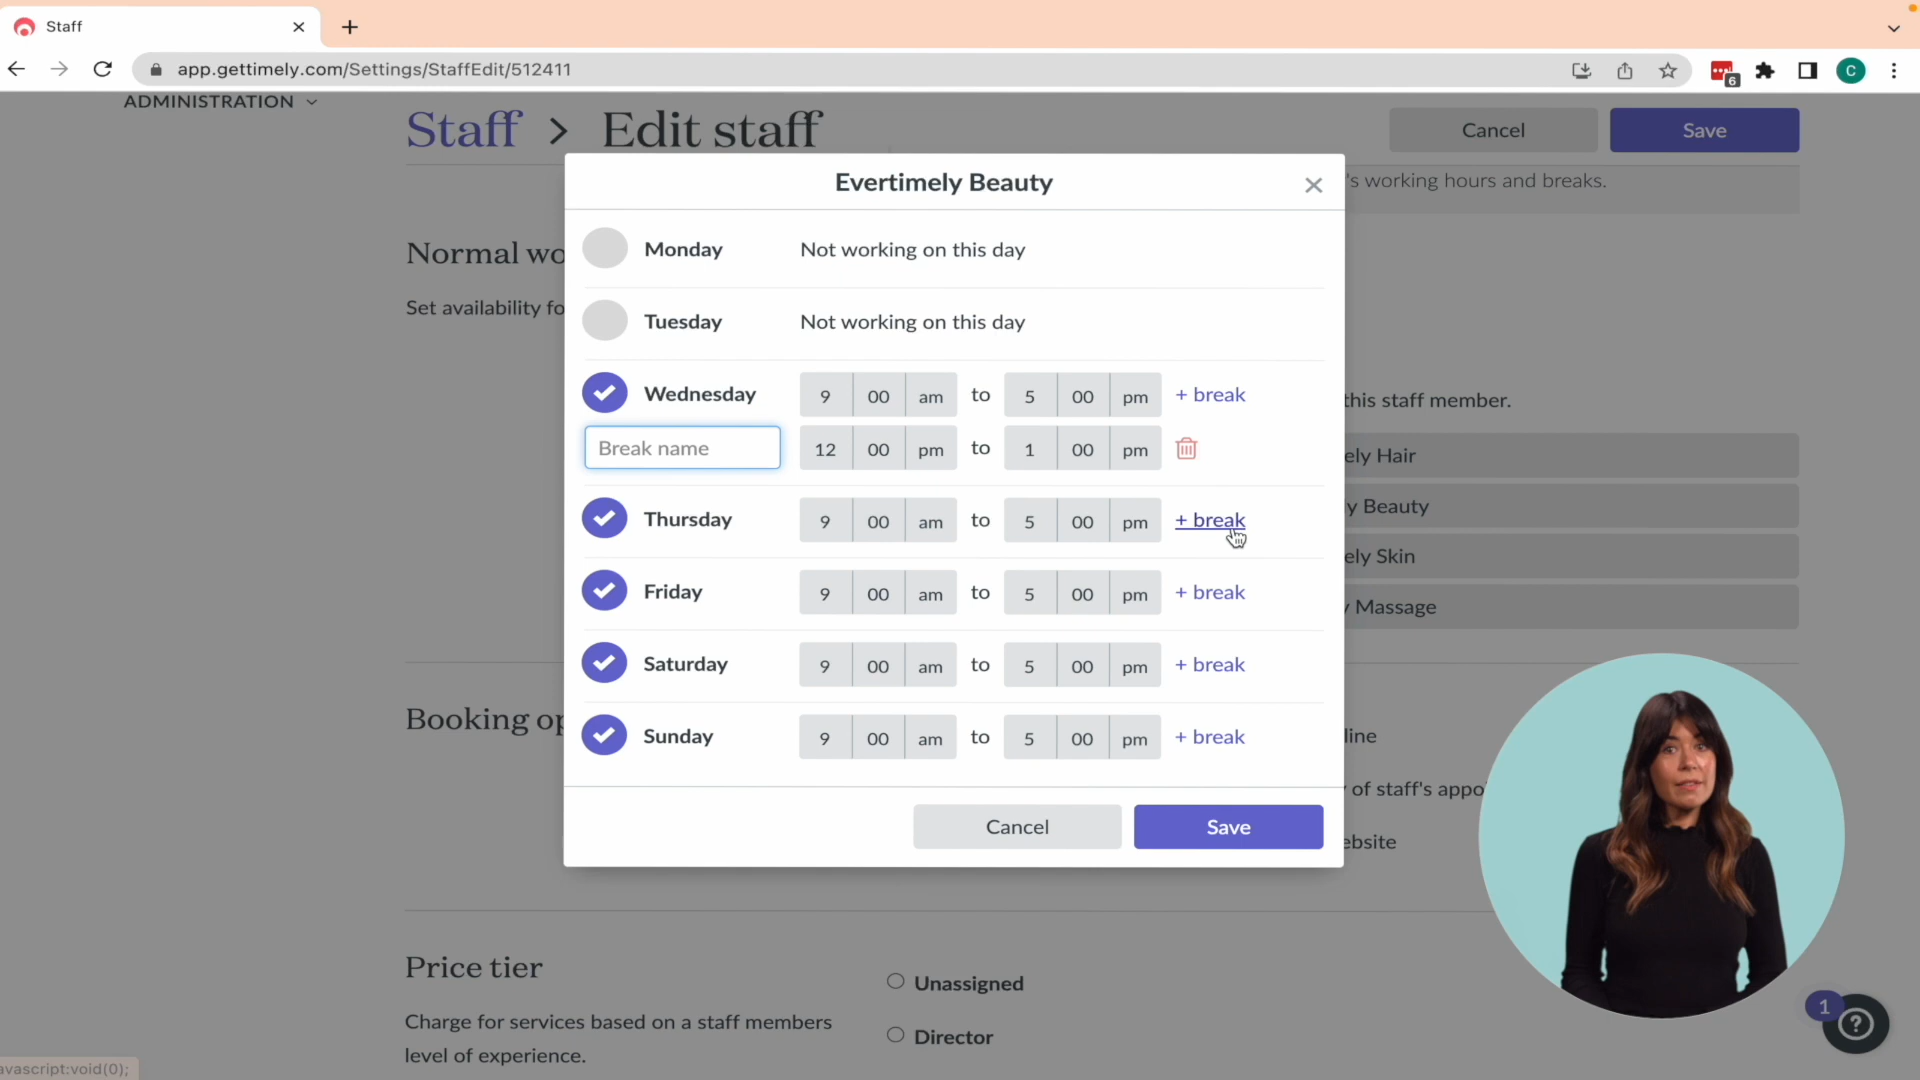 Staff
app.gettimely.com/Settings/StaffEdit/512411
6
C
ADMINISTRATION
Staff > Edit staff
Cancel
Save
's working hours and breaks.
Evertimely Beauty
Normal wo
Set availability fo
Monday Not working on this day
Tuesday Not working on this day
Wednesday 9 00 am to 5 00 pm + break
Break name 12 00 pm to 1 00 pm
Thursday 9 00 am to 5 00 pm + break
Friday 9 00 am to 5 00 pm + break
Saturday 9 00 am to 5 00 pm + break
Sunday 9 00 am to 5 00 pm + break
Cancel
Save
this staff member.
ely Hair
y Beauty
ely Skin
y Massage
Booking op
line
of staff's appo
ebsite
Price tier
Charge for services based on a staff members
level of experience.
Unassigned
Director
1
?
avascript:void(0);